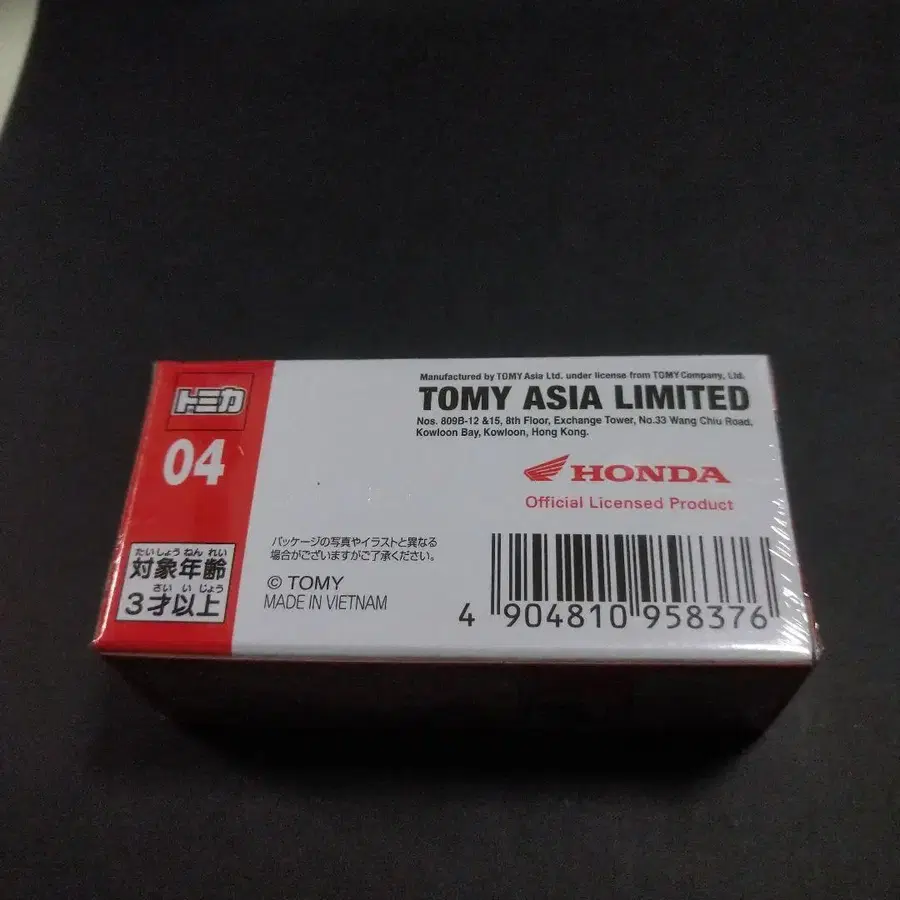 トミカ
04
たいしょうねんれい
対象年齢
さいいじょう
3才以上
Manufactured by TOMY Asia Ltd. under license from TOMY Company, Ltd.
TOMY ASIA LIMITED
Nos. 809B-12 &15, 8th Floor, Exchange Tower, No.33 Wang Chiu Road,
Kowloon Bay, Kowloon, Hong Kong.
HONDA
Official Licensed Product
パッケージの写真やイラストと異なる
場合がございますがご了承ください。
© TOMY
MADE IN VIETNAM
4 904810 958376